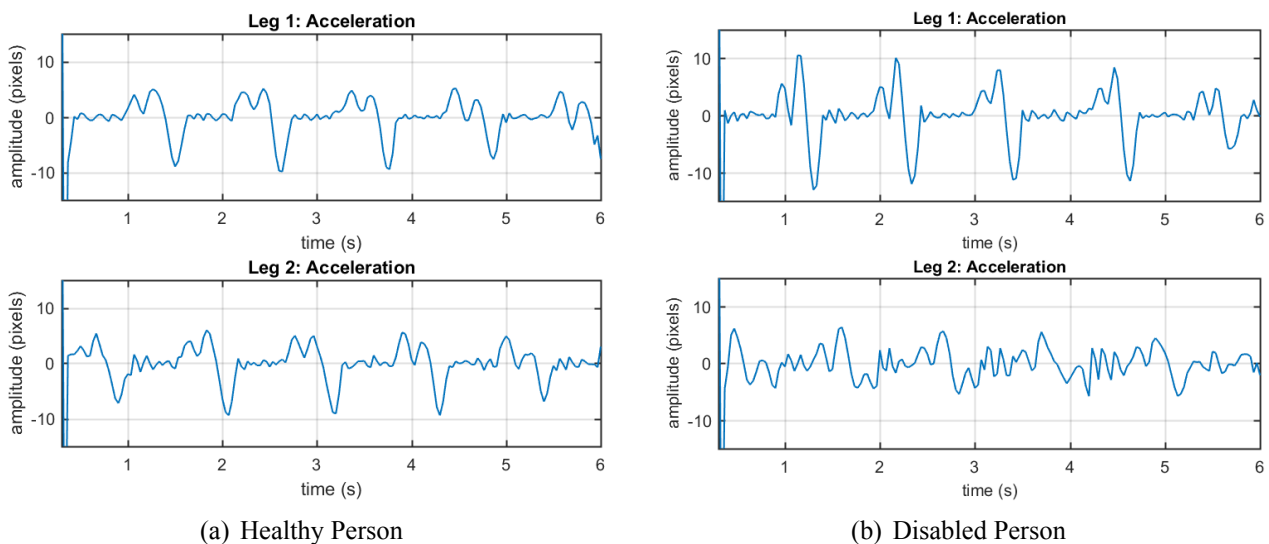 Leg 1: Acceleration
amplitude (pixels)
10
0
-10
1 2 3 4 5 6
time (s)
Leg 2: Acceleration
amplitude (pixels)
10
0
-10
1 2 3 4 5 6
time (s)
(a) Healthy Person
Leg 1: Acceleration
amplitude (pixels)
10
0
-10
1 2 3 4 5 6
time (s)
Leg 2: Acceleration
amplitude (pixels)
10
0
-10
1 2 3 4 5 6
time (s)
(b) Disabled Person